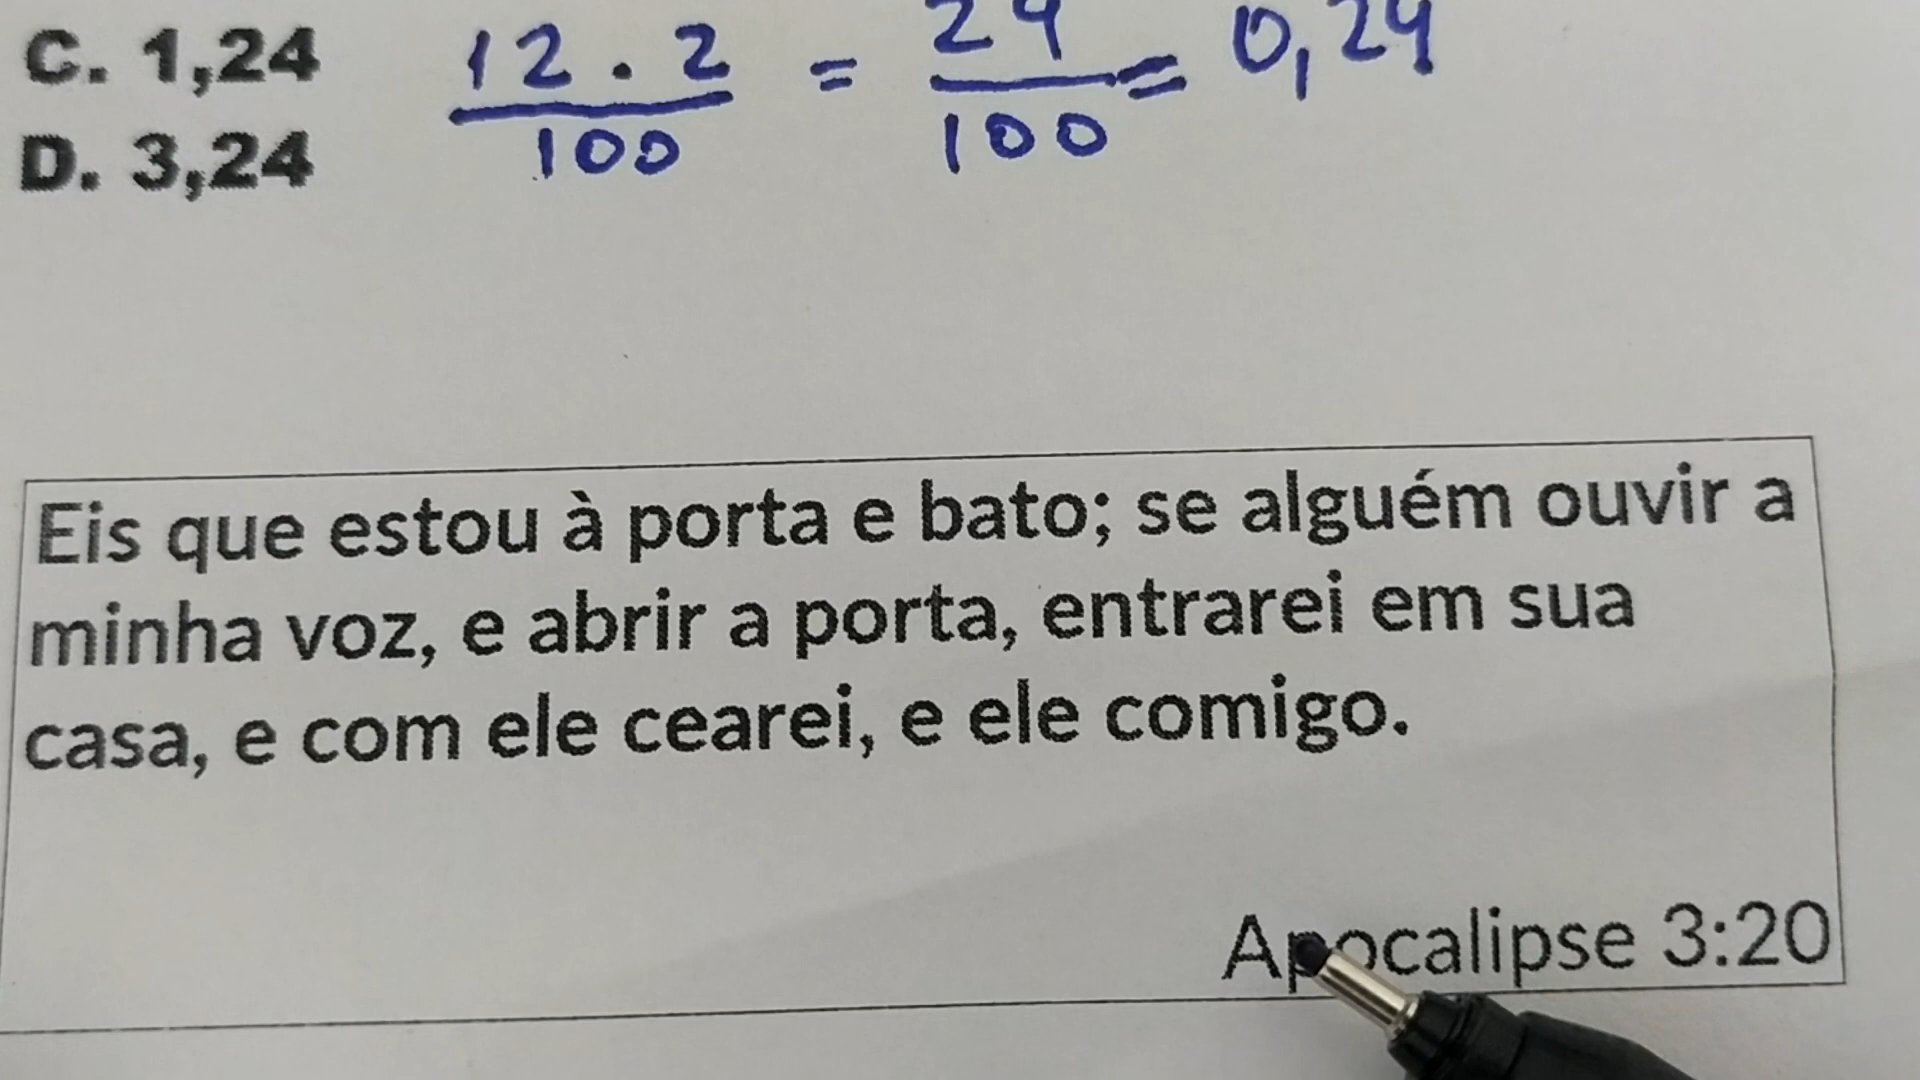 C. 1,24
D. 3,24
12 . 2 / 100 = 24 / 100 = 0,24
Eis que estou à porta e bato; se alguém ouvir a
minha voz, e abrir a porta, entrarei em sua
casa, e com ele cearei, e ele comigo.
Apocalipse 3:20